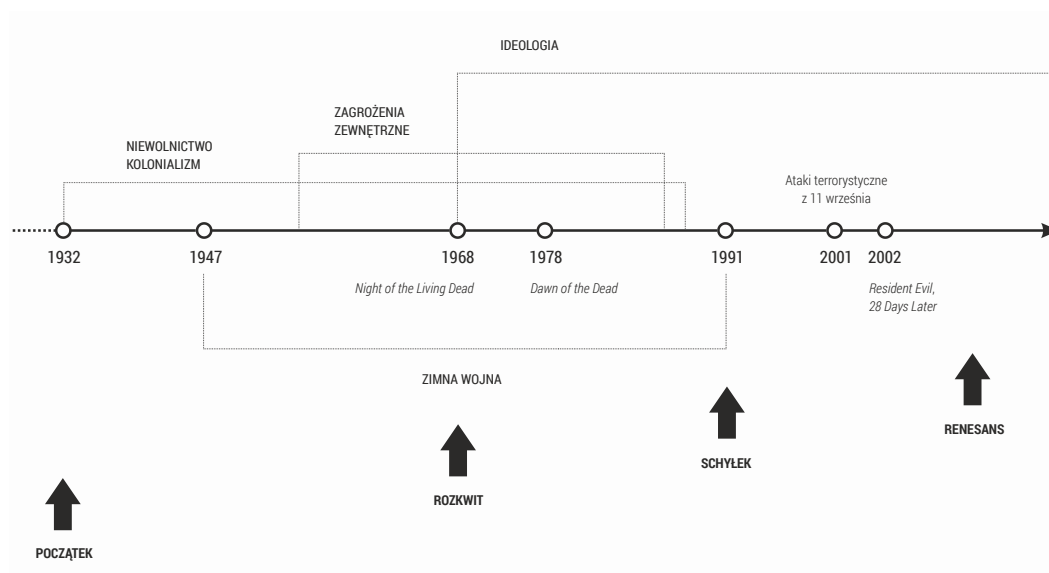 IDEOLOGIA
ZAGROŻENIA
ZEWNĘTRZNE
NIEWOLNICTWO
KOLONIALIZM
Ataki terrorystyczne
z 11 września
1932
1947
1968
1978
1991
2001
2002
Night of the Living Dead
Dawn of the Dead
Resident Evil,
28 Days Later
ZIMNA WOJNA
RENESANS
SCHYŁEK
ROZKWIT
POCZĄTEK